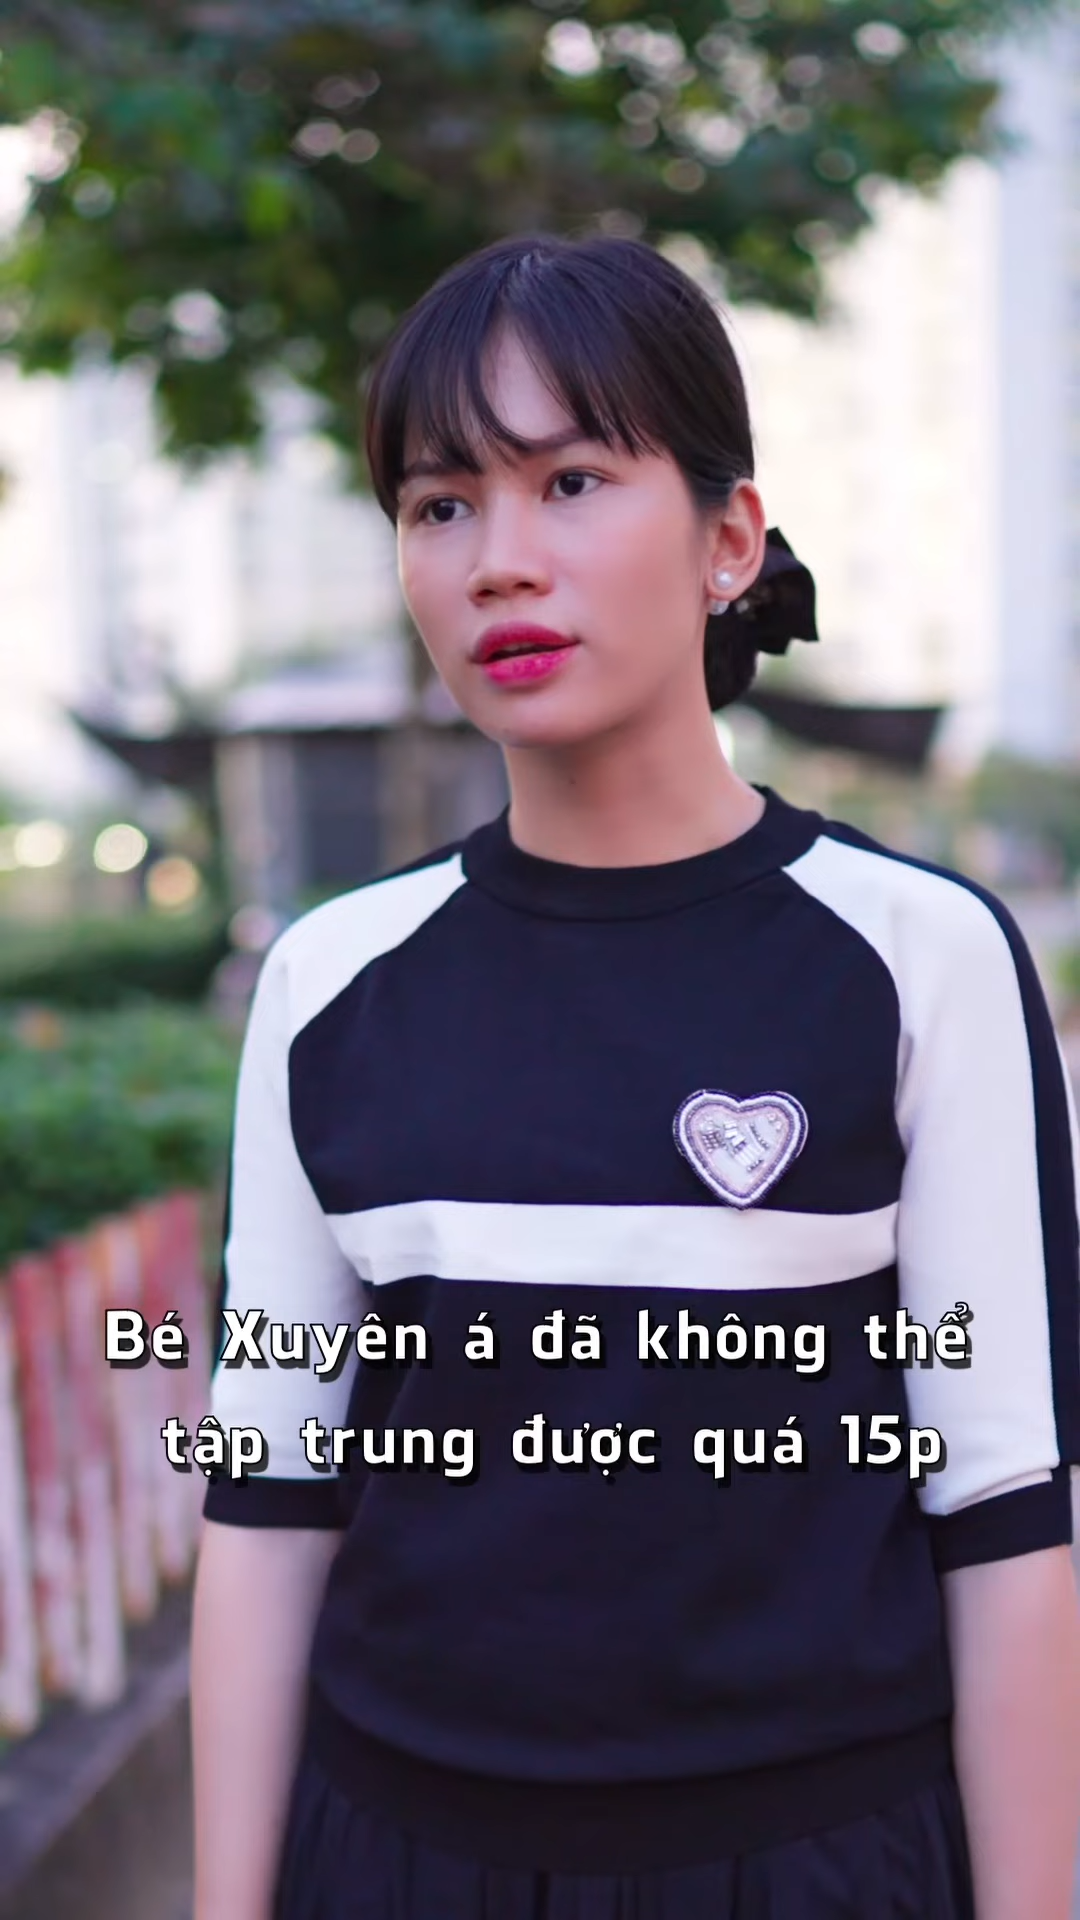 Bé Xuyên á đã không thể
tập trung được quá 15p